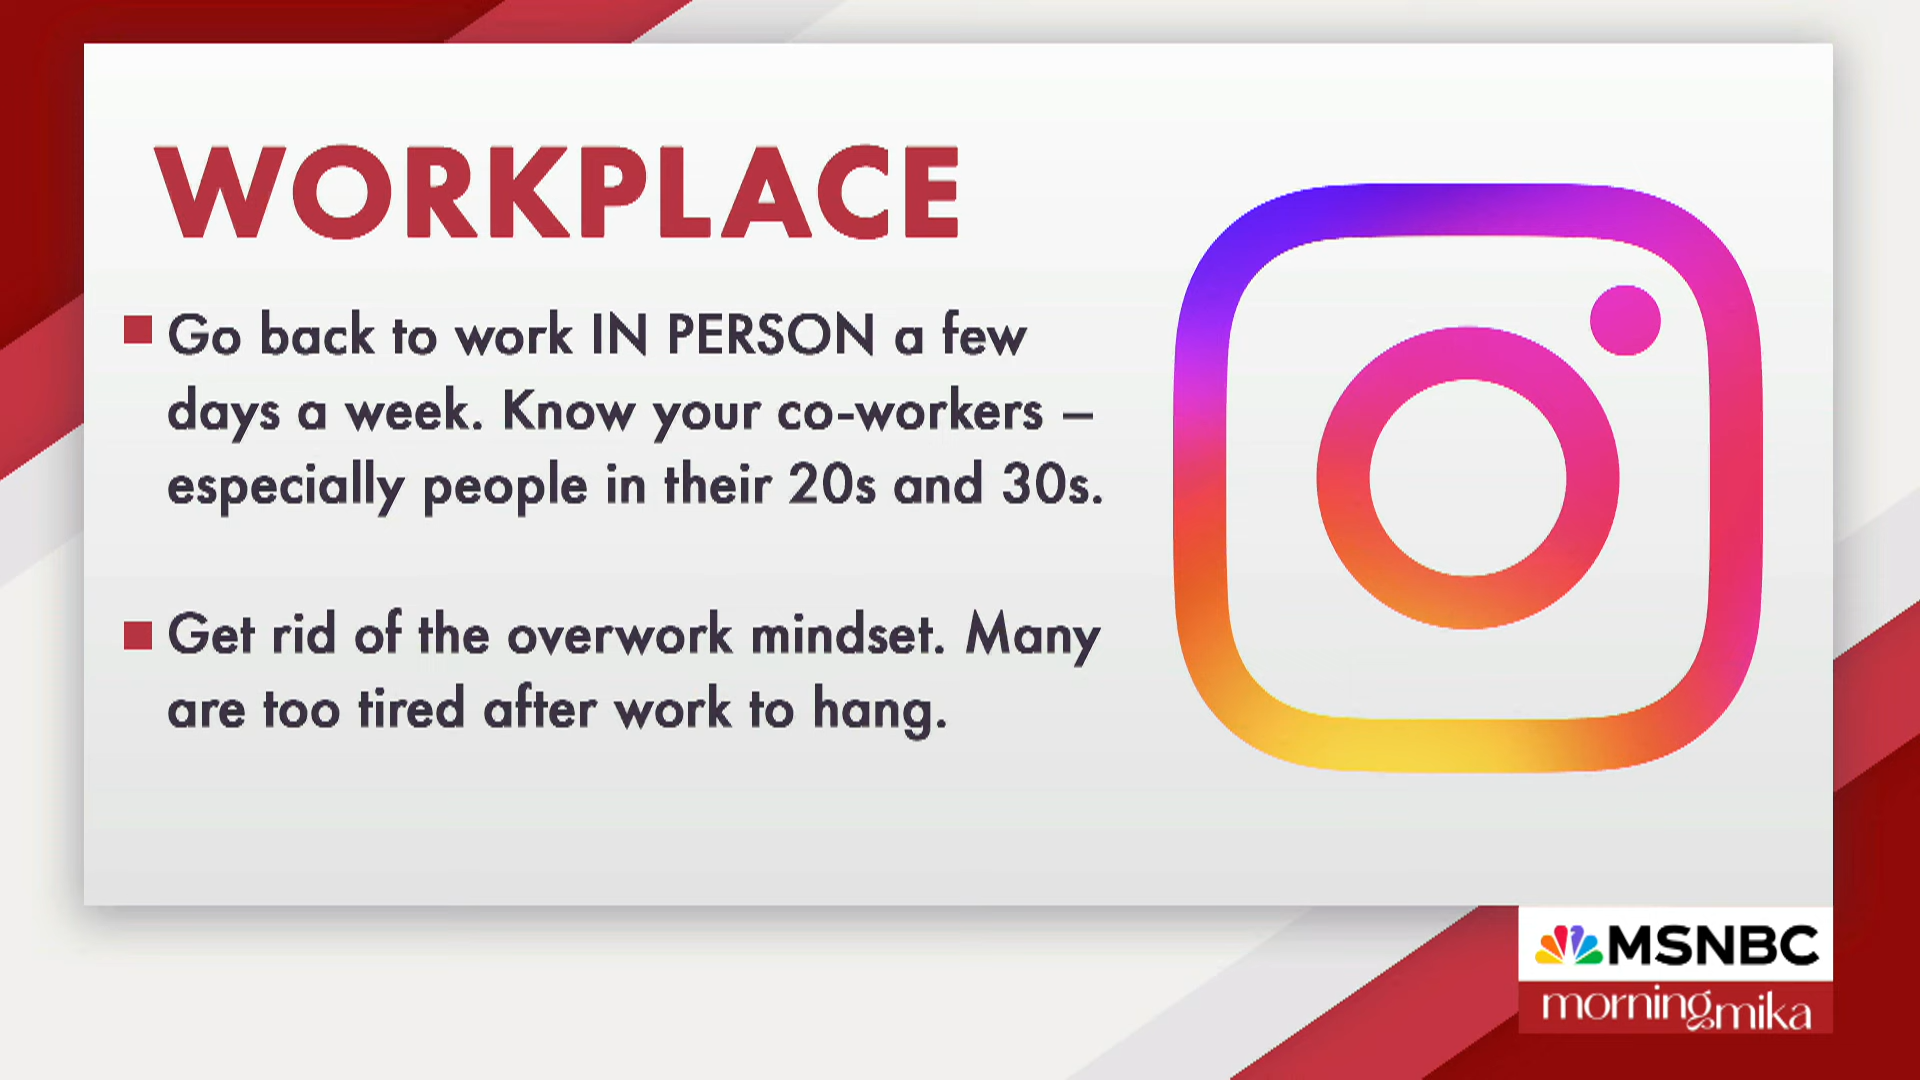 WORKPLACE
Go back to work IN PERSON a few
days a week. Know your co-workers –
especially people in their 20s and 30s.
Get rid of the overwork mindset. Many
are too tired after work to hang.
MSNBC
morning mika